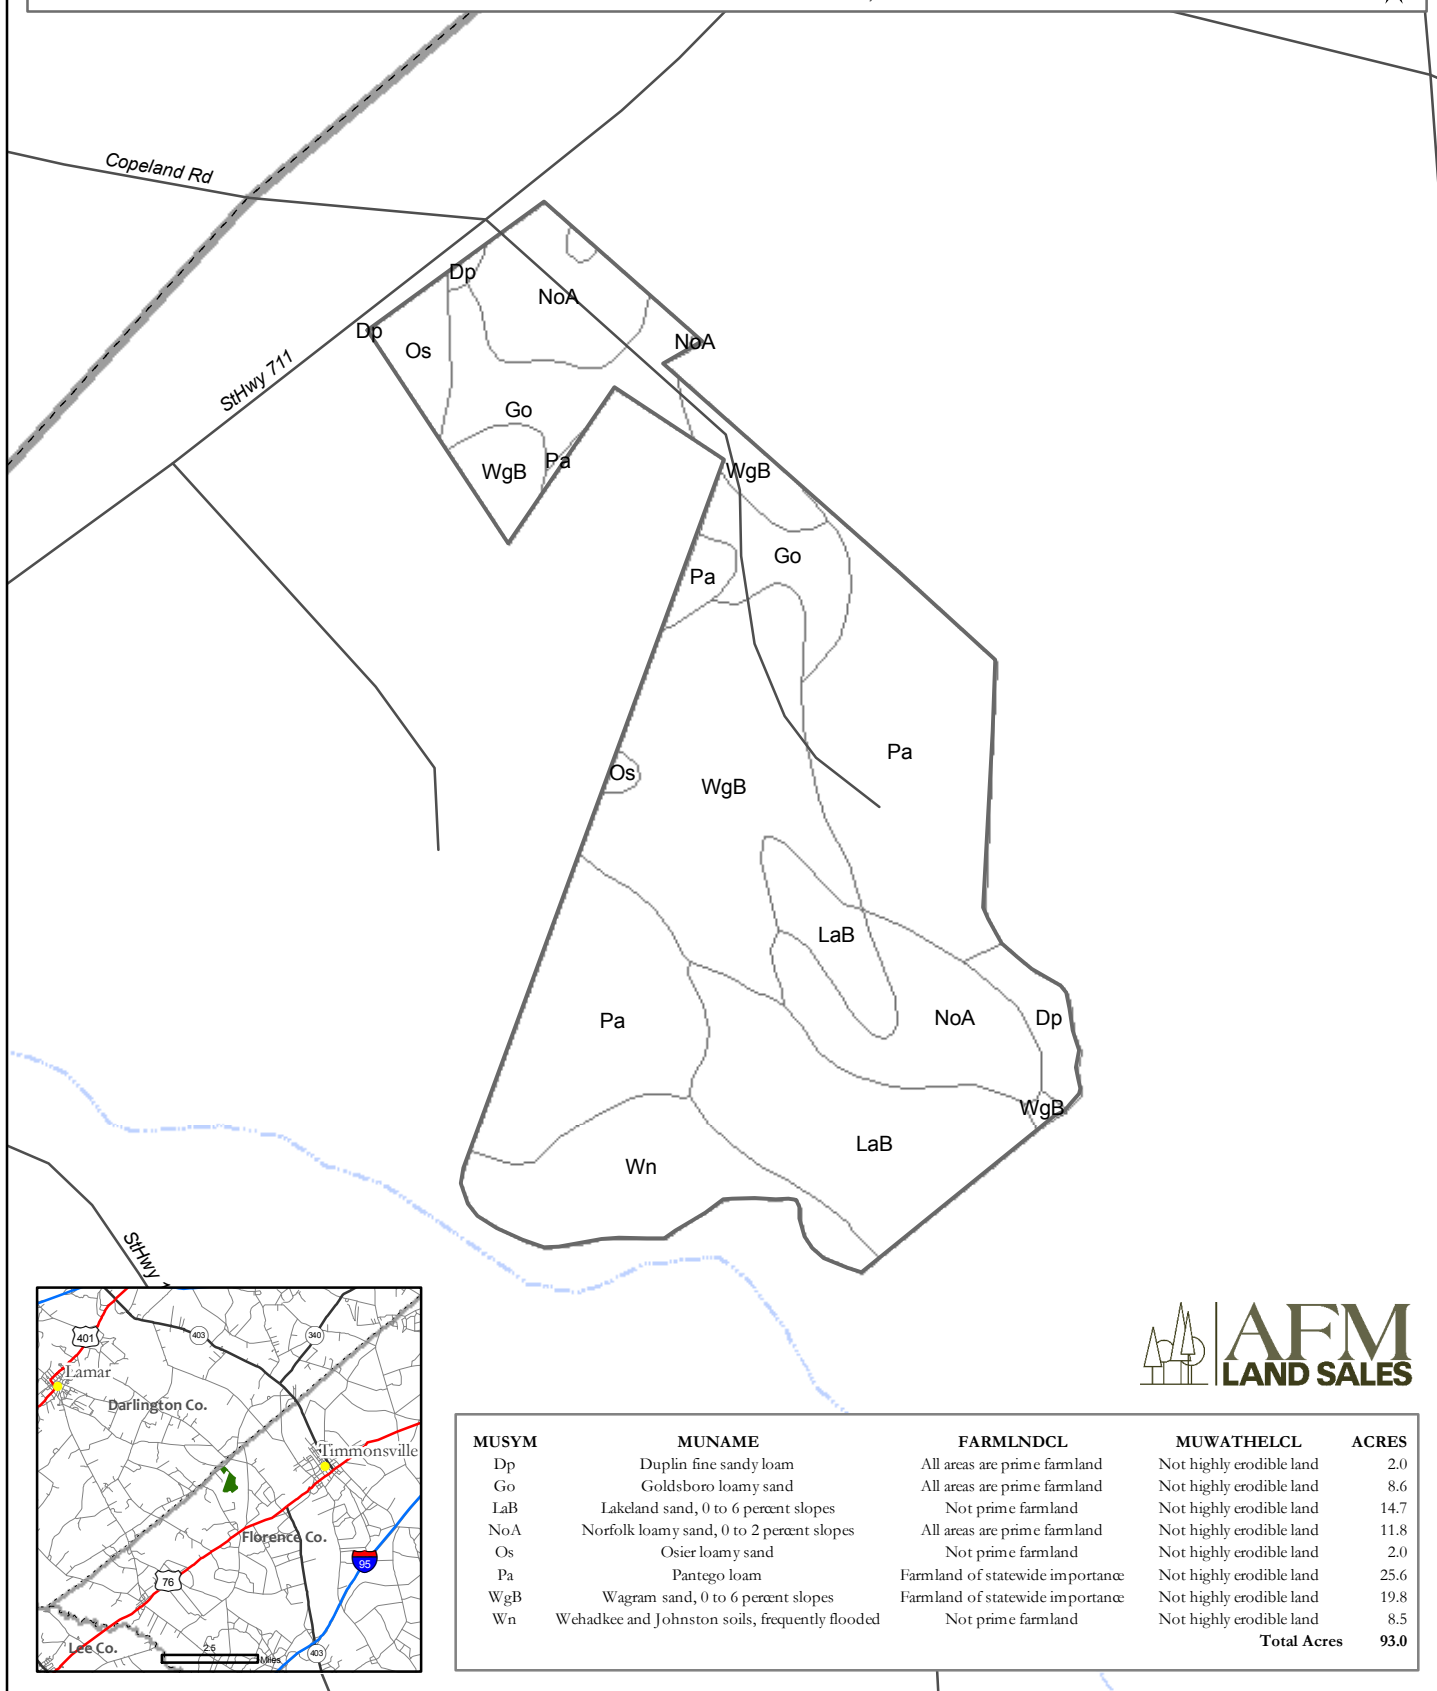 Copeland Rd
StHwy 711
Dp
NoA
Dp
NoA
Os
Go
WgB
Pa
WgB
Go
Pa
Pa
Os
WgB
LaB
Pa
NoA
Dp
WgB
LaB
Wn
StHwy 1
401
403
340
Lamar
Darlington Co.
Timmonsville
Florence Co.
95
76
Lee Co.
2.5
Miles
403
AFM
LAND SALES
MUSYM MUNAME FARMLNDCL MUWATHELCL ACRES
Dp Duplin fine sandy loam All areas are prime farmland Not highly erodible land 2.0
Go Goldsboro loamy sand All areas are prime farmland Not highly erodible land 8.6
LaB Lakeland sand, 0 to 6 percent slopes Not prime farmland Not highly erodible land 14.7
NoA Norfolk loamy sand, 0 to 2 percent slopes All areas are prime farmland Not highly erodible land 11.8
Os Osier loamy sand Not prime farmland Not highly erodible land 2.0
Pa Pantego loam Farmland of statewide importance Not highly erodible land 25.6
WgB Wagram sand, 0 to 6 percent slopes Farmland of statewide importance Not highly erodible land 19.8
Wn Wehadkee and Johnston soils, frequently flooded Not prime farmland Not highly erodible land 8.5
Total Acres 93.0